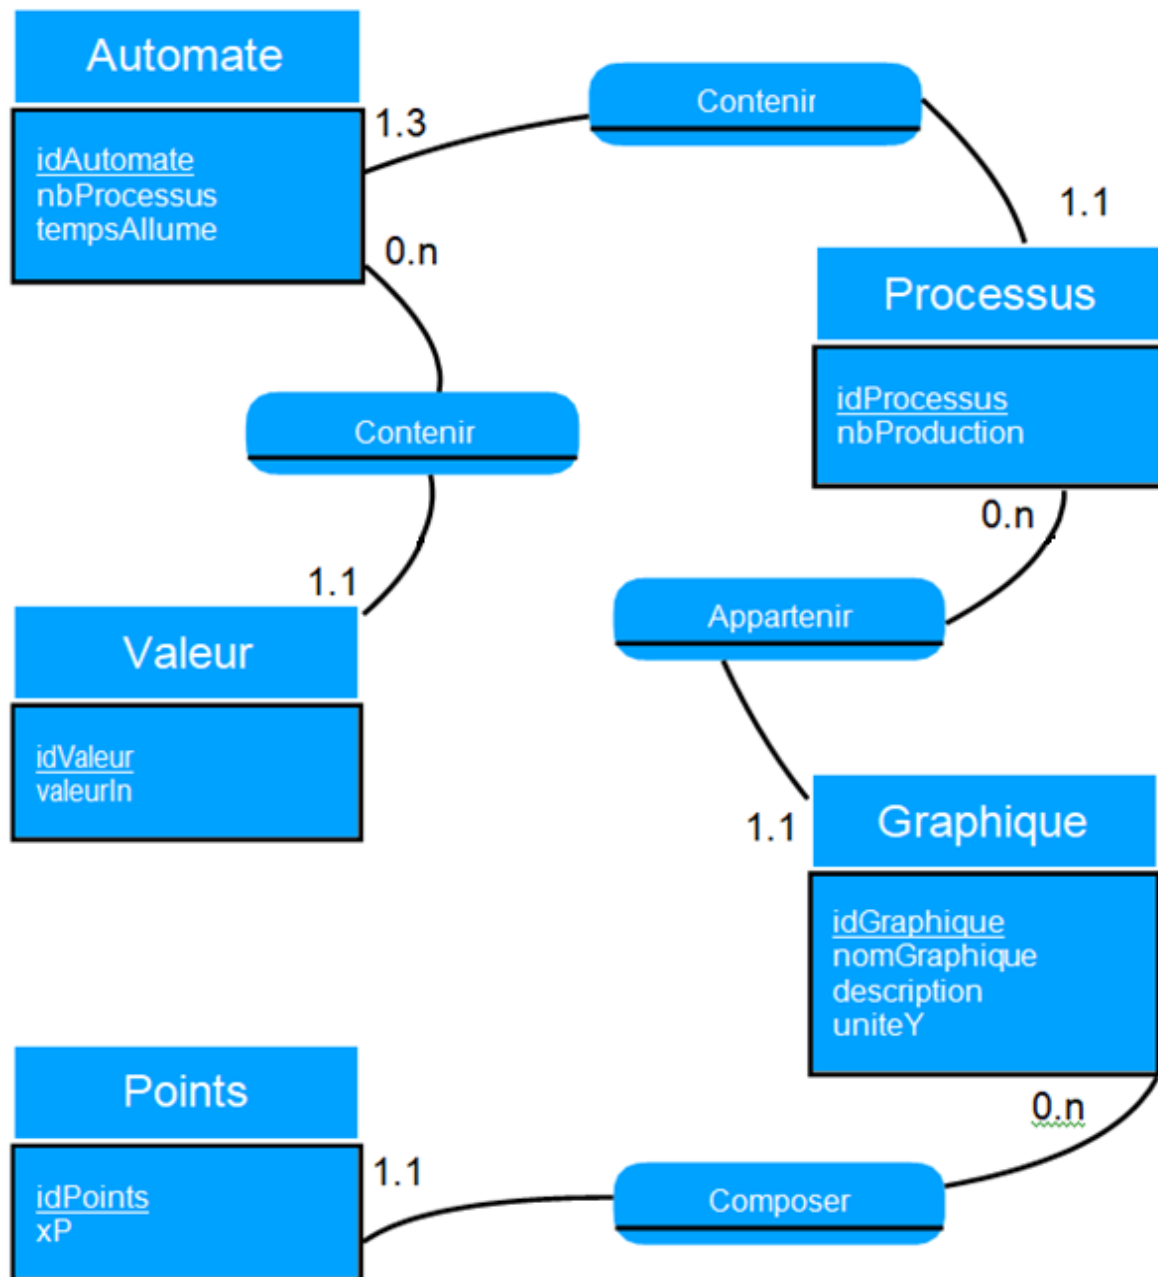 Automate
idAutomate
nbProcessus
tempsAllume
1.3
Contenir
1.1
Processus
idProcessus
nbProduction
0.n
Contenir
1.1
Valeur
idValeur
valeurIn
0.n
Appartenir
1.1
Graphique
idGraphique
nomGraphique
description
uniteY
0.n
Composer
1.1
Points
idPoints
xP